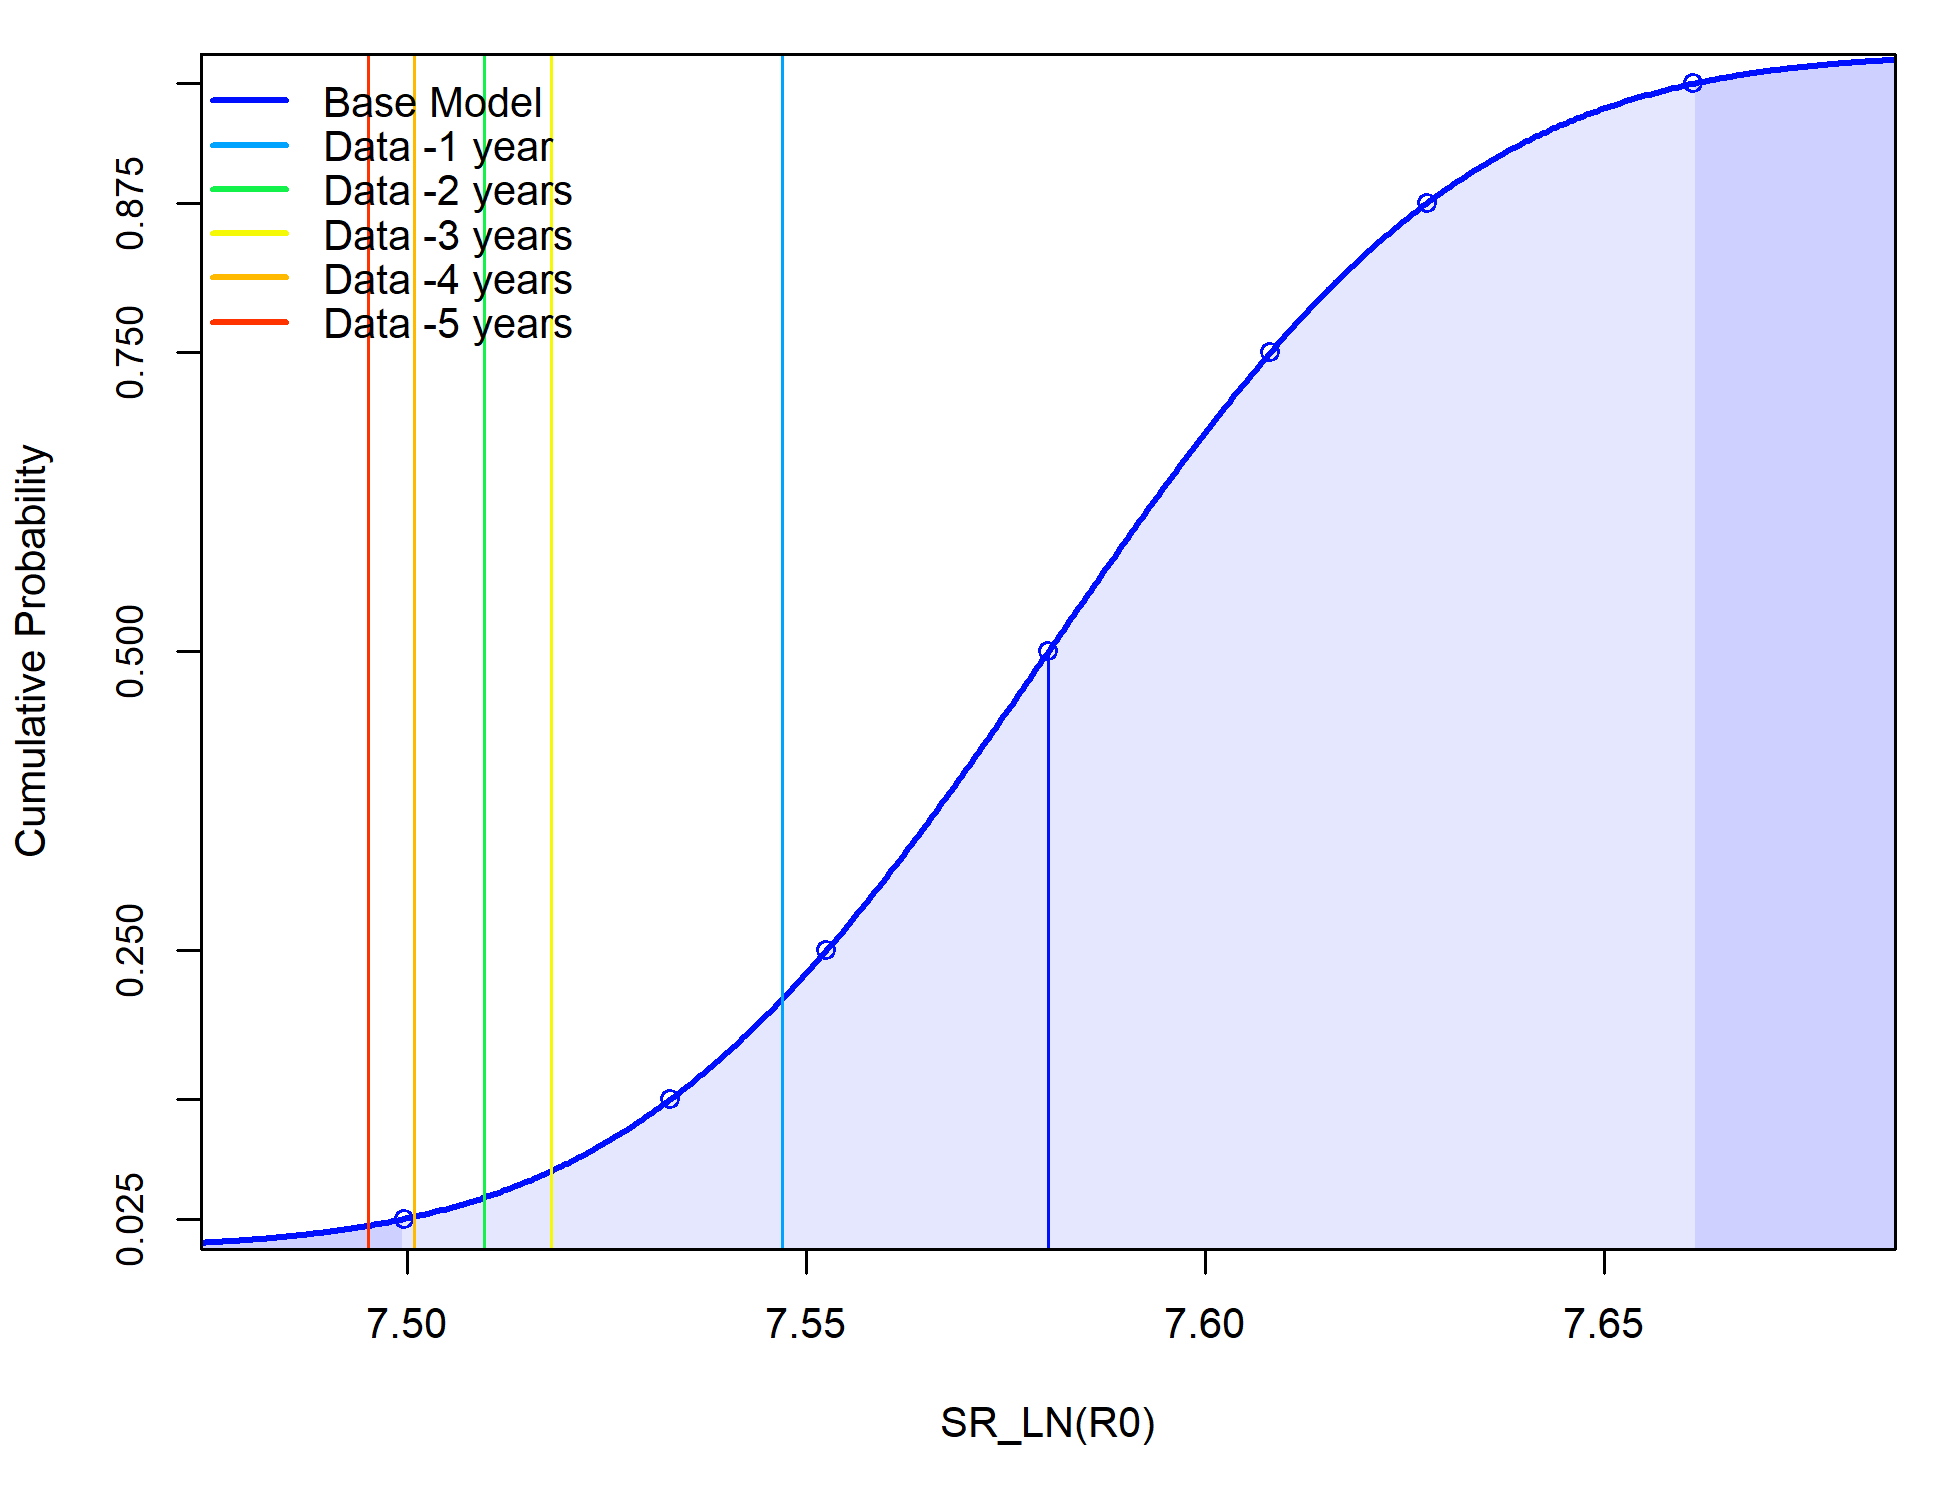 Base Model
Data -1 year
Data -2 years
Data -3 years
Data -4 years
Data -5 years
0.875
0.750
0.500
0.250
0.025
Cumulative Probability
7.50 7.55 7.60 7.65
SR_LN(R0)